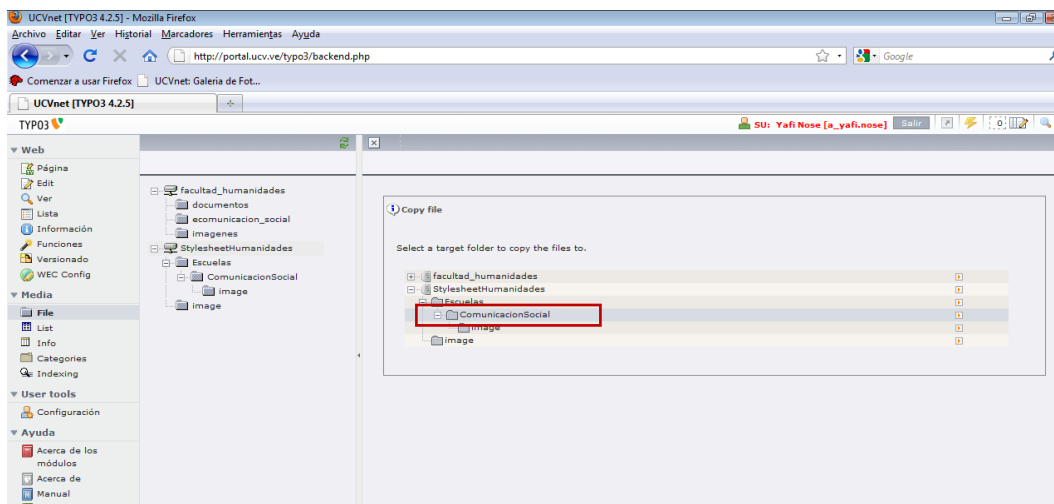 UCVnet [TYPO3 4.2.5] - Mozilla Firefox
Archivo Editar Ver Historial Marcadores Herramientas Ayuda
http://portal.ucv.ve/typo3/backend.php
Google
Comenzar a usar Firefox UCVnet: Galeria de Fot...
UCVnet [TYPO3 4.2.5]
TYPO3
SU: Yafi Nose [a_yafi.nose] Salir 0
Web
Página
Edit
Ver
Lista
Información
Funciones
Versionado
WEC Config
Media
File
List
Info
Categories
Indexing
User tools
Configuración
Ayuda
Acerca de los
módulos
Acerca de
Manual
facultad_humanidades
documentos
ecomunicacion_social
imagenes
StylesheetHumanidades
Escuelas
ComunicacionSocial
image
image
Copy file
Select a target folder to copy the files to.
facultad_humanidades
StylesheetHumanidades
Escuelas
ComunicacionSocial
image
image